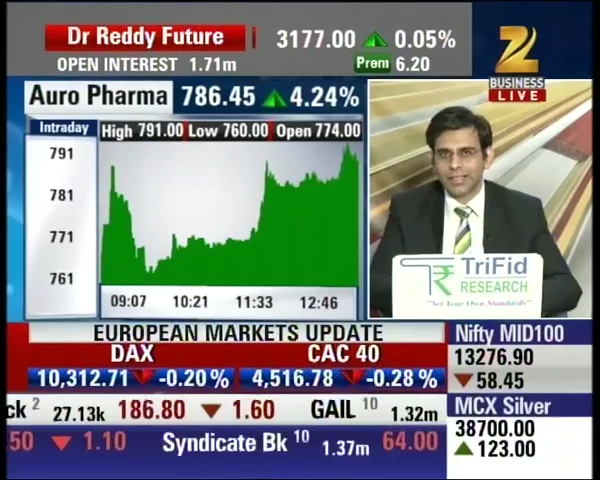 Dr Reddy Future 3177.00 0.05%
OPEN INTEREST 1.71m Prem 6.20
Z
BUSINESS
LIVE
Auro Pharma 786.45 4.24%
Intraday High 791.00 Low 760.00 Open 774.00
791
781
771
761
09:07 10:21 11:33 12:46
TriFid
RESEARCH
"Set Your Own Standards"
EUROPEAN MARKETS UPDATE
DAX CAC 40
10,312.71 -0.20% 4,516.78 -0.28%
Nifty MID100
13276.90
58.45
MCX Silver
38700.00
123.00
ck 2 27.13k 186.80 1.60 GAIL 10 1.32m
.50 1.10 Syndicate Bk 10 1.37m 64.00